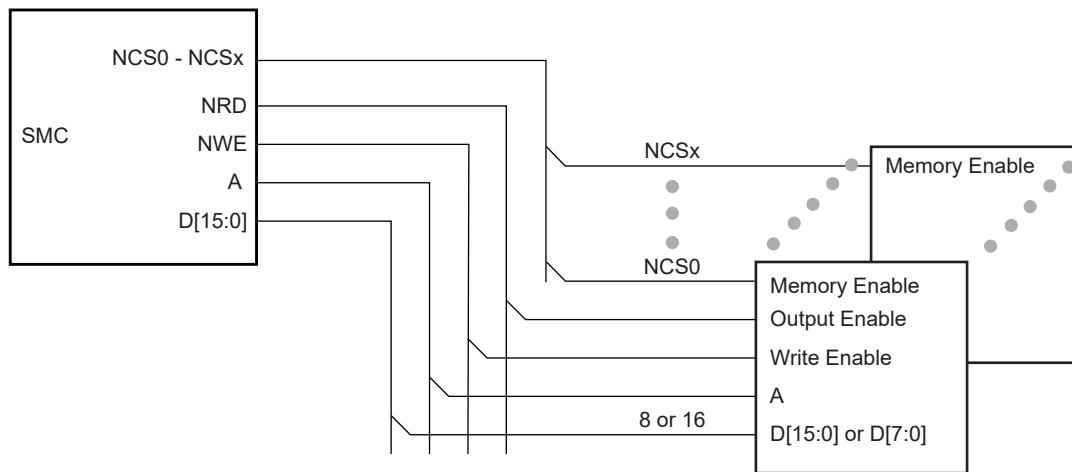 NCS0 - NCSx
NRD
SMC
NWE
A
D[15:0]
NCSx
Memory Enable
NCS0
Memory Enable
Output Enable
Write Enable
A
8 or 16
D[15:0] or D[7:0]